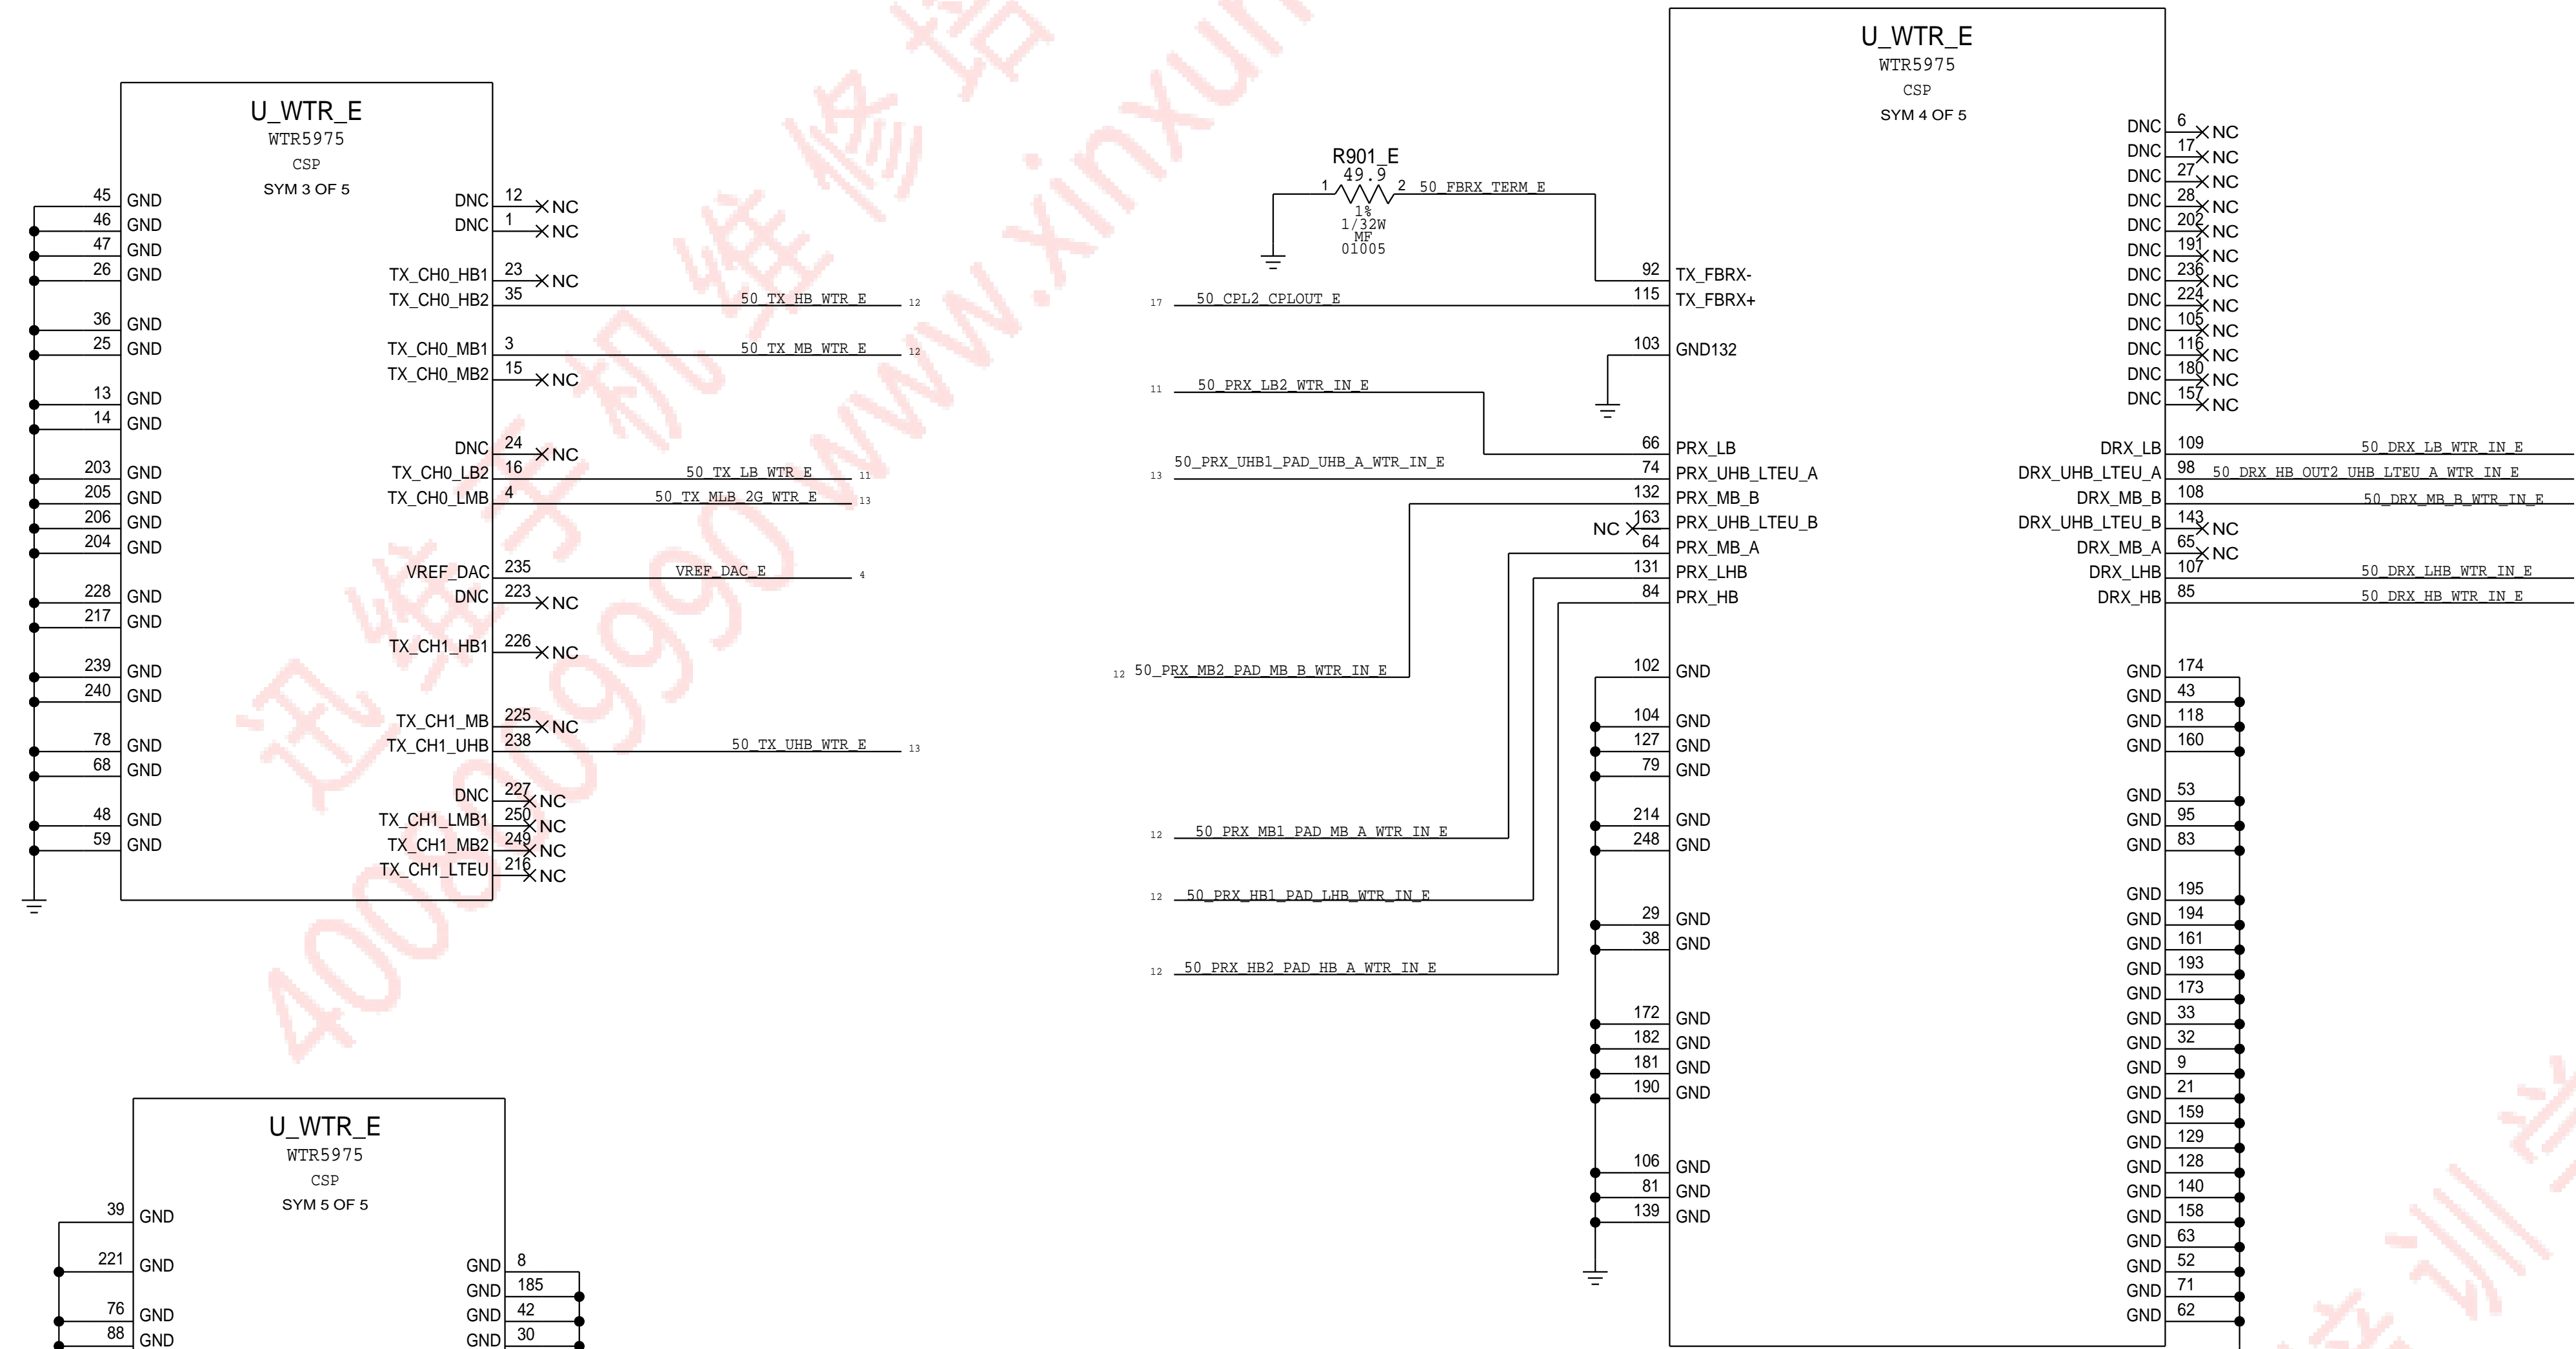 U_WTR_E
WTR5975
CSP
SYM 3 OF 5
45 GND
46 GND
47 GND
26 GND
36 GND
25 GND
13 GND
14 GND
203 GND
205 GND
206 GND
204 GND
228 GND
217 GND
239 GND
240 GND
78 GND
68 GND
48 GND
59 GND
DNC 12 NC
DNC 1 NC
TX_CH0_HB1 23 NC
TX_CH0_HB2 35 50_TX_HB_WTR_E 12
TX_CH0_MB1 3 50_TX_MB_WTR_E 12
TX_CH0_MB2 15 NC
DNC 24 NC
TX_CH0_LB2 16 50_TX_LB_WTR_E 11
TX_CH0_LMB 4 50_TX_MLB_2G_WTR_E 13
VREF_DAC 235 VREF_DAC_E 4
DNC 223 NC
TX_CH1_HB1 226 NC
TX_CH1_MB 225 NC
TX_CH1_UHB 238 50_TX_UHB_WTR_E 13
DNC 227 NC
TX_CH1_LMB1 250 NC
TX_CH1_MB2 249 NC
TX_CH1_LTEU 216 NC
U_WTR_E
WTR5975
CSP
SYM 5 OF 5
39 GND
221 GND
76 GND
88 GND
GND 8
GND 185
GND 42
GND 30
U_WTR_E
WTR5975
CSP
SYM 4 OF 5
R901_E
49.9
1 2 50_FBRX_TERM_E
1%
1/32W
MF
01005
92 TX_FBRX-
17 50_CPL2_CPLOUT_E 115 TX_FBRX+
103 GND132
11 50_PRX_LB2_WTR_IN_E
66 PRX_LB
13 50_PRX_UHB1_PAD_UHB_A_WTR_IN_E 74 PRX_UHB_LTEU_A
132 PRX_MB_B
NC 163 PRX_UHB_LTEU_B
64 PRX_MB_A
131 PRX_LHB
84 PRX_HB
12 50_PRX_MB2_PAD_MB_B_WTR_IN_E
12 50_PRX_MB1_PAD_MB_A_WTR_IN_E
12 50_PRX_HB1_PAD_LHB_WTR_IN_E
12 50_PRX_HB2_PAD_HB_A_WTR_IN_E
102 GND
104 GND
127 GND
79 GND
214 GND
248 GND
29 GND
38 GND
172 GND
182 GND
181 GND
190 GND
106 GND
81 GND
139 GND
DNC 6 NC
DNC 17 NC
DNC 27 NC
DNC 28 NC
DNC 202 NC
DNC 191 NC
DNC 236 NC
DNC 224 NC
DNC 105 NC
DNC 116 NC
DNC 180 NC
DNC 157 NC
DRX_LB 109 50_DRX_LB_WTR_IN_E
DRX_UHB_LTEU_A 98 50_DRX_HB_OUT2_UHB_LTEU_A_WTR_IN_E
DRX_MB_B 108 50_DRX_MB_B_WTR_IN_E
DRX_UHB_LTEU_B 143 NC
DRX_MB_A 65 NC
DRX_LHB 107 50_DRX_LHB_WTR_IN_E
DRX_HB 85 50_DRX_HB_WTR_IN_E
GND 174
GND 43
GND 118
GND 160
GND 53
GND 95
GND 83
GND 195
GND 194
GND 161
GND 193
GND 173
GND 33
GND 32
GND 9
GND 21
GND 159
GND 129
GND 128
GND 140
GND 158
GND 63
GND 52
GND 71
GND 62
迅维手机维修培
4008009990 www.xinxun
培训学